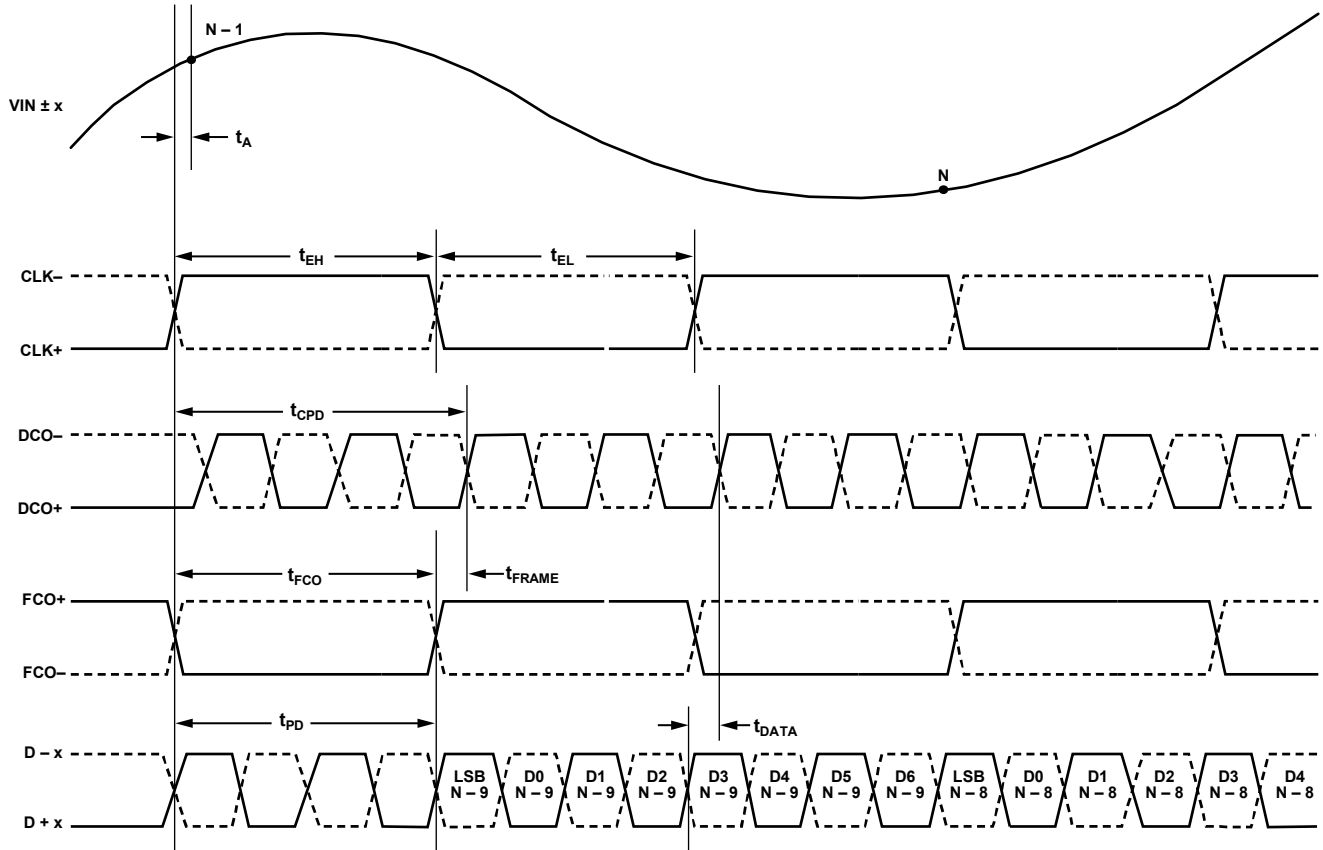 N – 1
VIN ± x
tA
N
tEH
tEL
CLK–
CLK+
tCPD
DCO–
DCO+
tFCO
tFRAME
FCO+
FCO–
tPD
tDATA
D – x
D + x
LSB N – 9
D0 N – 9
D1 N – 9
D2 N – 9
D3 N – 9
D4 N – 9
D5 N – 9
D6 N – 9
LSB N – 8
D0 N – 8
D1 N – 8
D2 N – 8
D3 N – 8
D4 N – 8